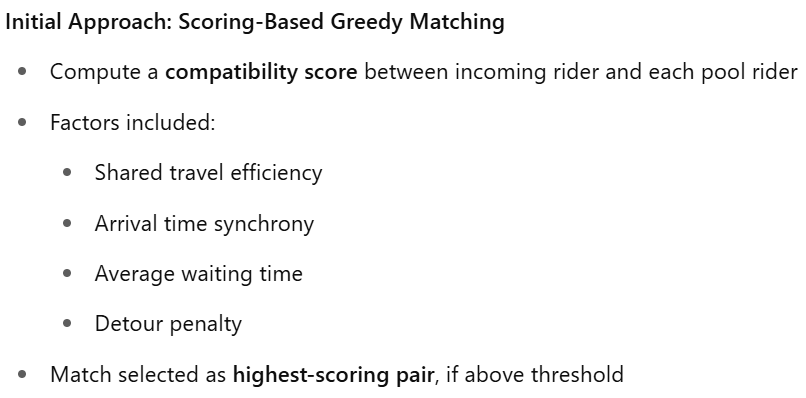 Initial Approach: Scoring-Based Greedy Matching
• Compute a compatibility score between incoming rider and each pool rider
• Factors included:
• Shared travel efficiency
• Arrival time synchrony
• Average waiting time
• Detour penalty
• Match selected as highest-scoring pair, if above threshold